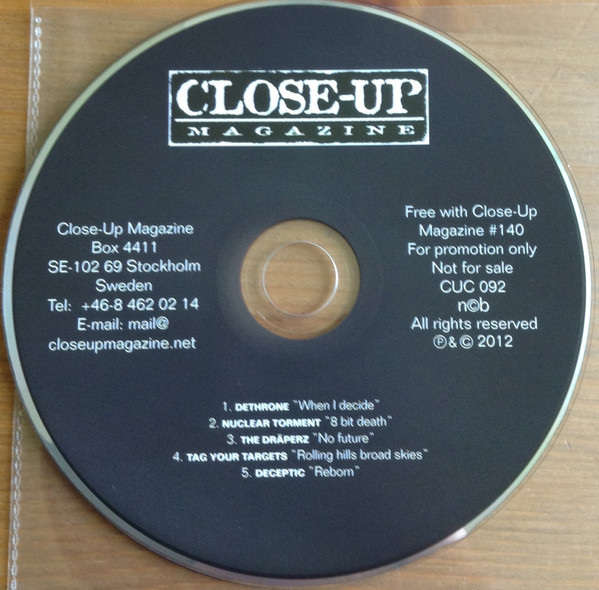 CLOSE-UP
MAGAZINE
Close-Up Magazine
Box 4411
SE-102 69 Stockholm
Sweden
Tel: +46-8 462 02 14
E-mail: mail@
closeupmagazine.net
Free with Close-Up
Magazine #140
For promotion only
Not for sale
CUC 092
n©b
All rights reserved
℗ & © 2012
1. DETHRONE "When I decide"
2. NUCLEAR TORMENT "8 bit death"
3. THE DRÄPERZ "No future"
4. TAG YOUR TARGETS "Rolling hills broad skies"
5. DECEPTIC "Reborn"